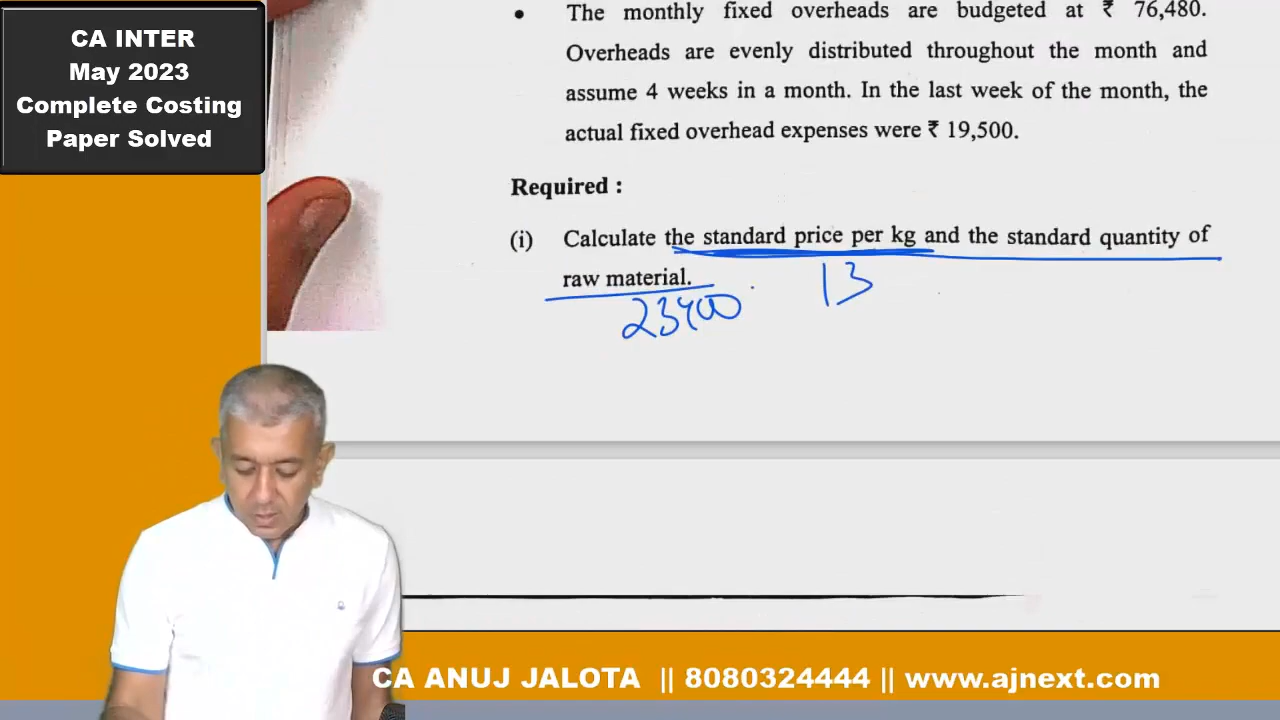 CA INTER
May 2023
Complete Costing
Paper Solved
• The monthly fixed overheads are budgeted at ₹ 76,480.
Overheads are evenly distributed throughout the month and
assume 4 weeks in a month. In the last week of the month, the
actual fixed overhead expenses were ₹ 19,500.
Required :
(i) Calculate the standard price per kg and the standard quantity of
raw material.
23400 13
CA ANUJ JALOTA || 8080324444 || www.ajnext.com